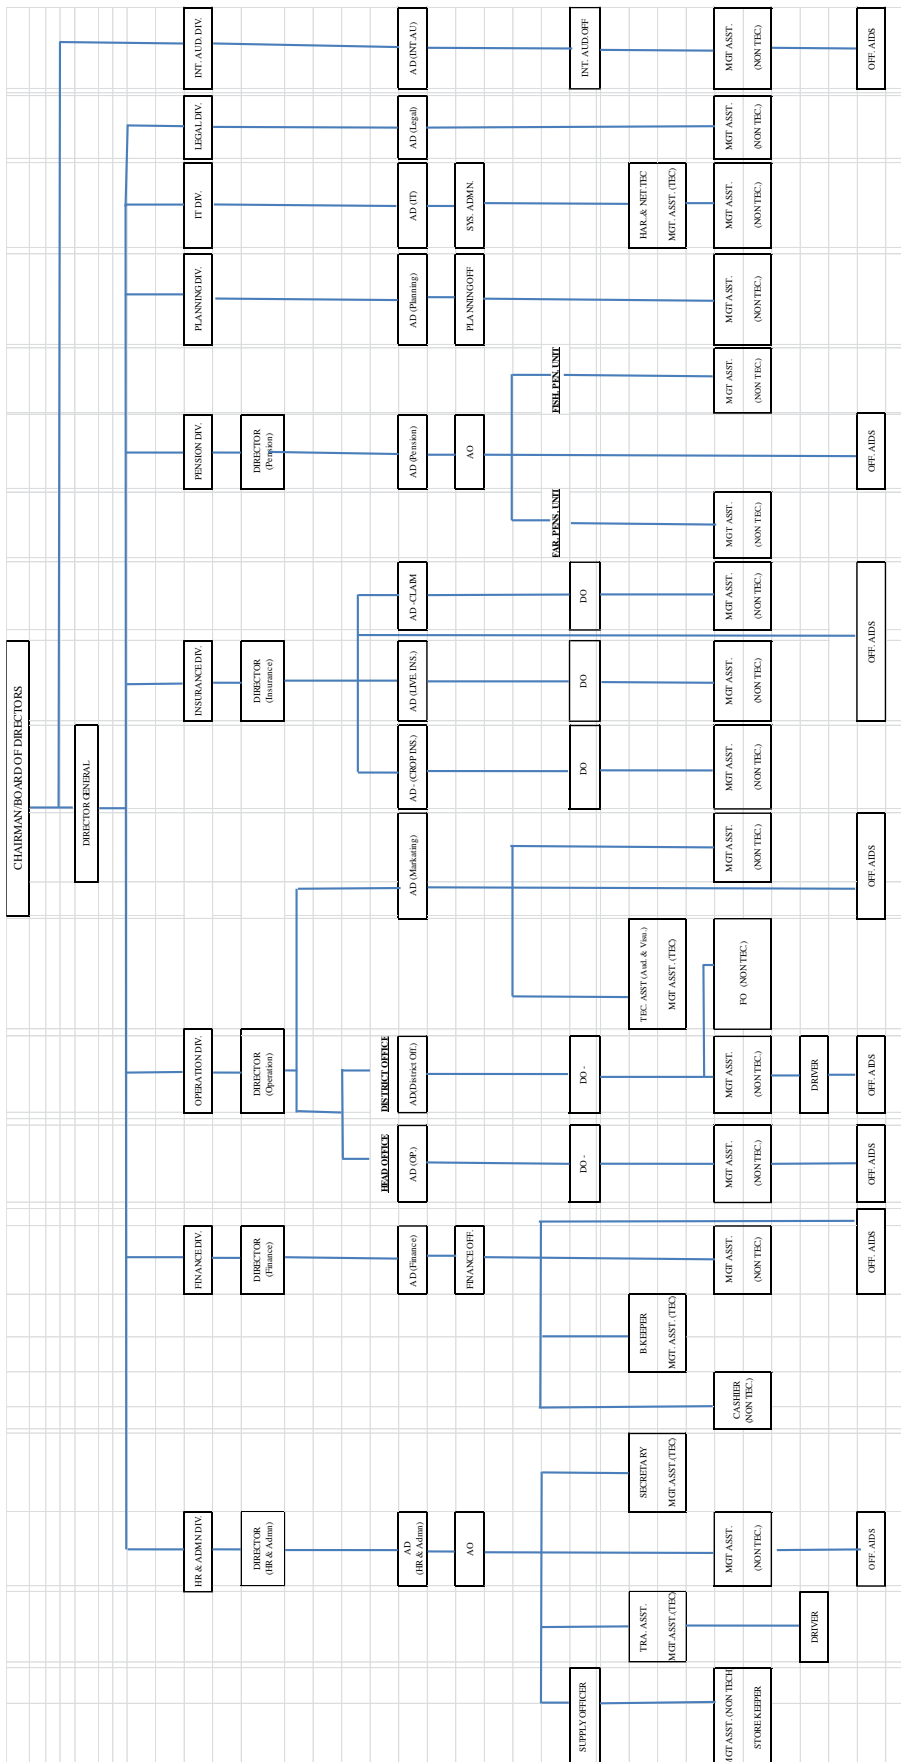 CHAIRMAN/BOARD OF DIRECTORS
DIRECTOR GENERAL
HR & ADMN DIV.
FINANCE DIV.
OPERATION DIV.
INSURANCE DIV.
PENSION DIV.
PLANNING DIV.
IT DIV.
LEGAL DIV.
INT. AUD. DIV.
DIRECTOR
(HR & Admn)
DIRECTOR
(Finance)
DIRECTOR
(Operation)
DIRECTOR
(Insurance)
DIRECTOR
(Pension)
HEAD OFFICE
DISTRICT OFFICE
AD
(HR & Admn)
AD (Finance)
AD (OP.)
AD(District Off.)
AD (Markating)
AD - (CROP INS.)
AD (LIVE. INS.)
AD -CLAIM
AD (Pension)
AD (Planning)
AD (IT)
AD (Legal)
AD (INT.AU)
AO
FINANCE OFF.
AO
PLANNING OFF
SYS. ADMN.
FAR. PENS. UNIT
FISH. PEN. UNIT
SUPPLY OFFICER
DO -
DO -
DO
DO
DO
INT. AUD.OFF
TRA. ASST.
MGT.ASST.(TEC)
SECRETARY
MGT.ASST.(TEC)
B.KEEPER
MGT. ASST. (TEC)
TEC. ASST (Aud. & Visu.)
MGT ASST. (TEC)
HAR. & NET.TEC
MGT. ASST. (TEC)
MGT ASST. (NON TECH
STORE KEEPER
MGT ASST.
(NON TEC.)
CASHIER
(NON TEC.)
MGT ASST.
(NON TEC.)
MGT ASST.
(NON TEC.)
MGT ASST.
(NON TEC.)
FO (NON TEC.)
MGT ASST.
(NON TEC.)
MGT ASST.
(NON TEC.)
MGT ASST.
(NON TEC.)
MGT ASST.
(NON TEC.)
MGT ASST.
(NON TEC.)
MGT ASST.
(NON TEC.)
MGT ASST.
(NON TEC.)
MGT ASST.
(NON TEC.)
MGT ASST.
(NON TEC.)
MGT ASST.
(NON TEC)
DRIVER
DRIVER
OFF. AIDS
OFF. AIDS
OFF. AIDS
OFF. AIDS
OFF. AIDS
OFF. AIDS
OFF. AIDS
OFF. AIDS